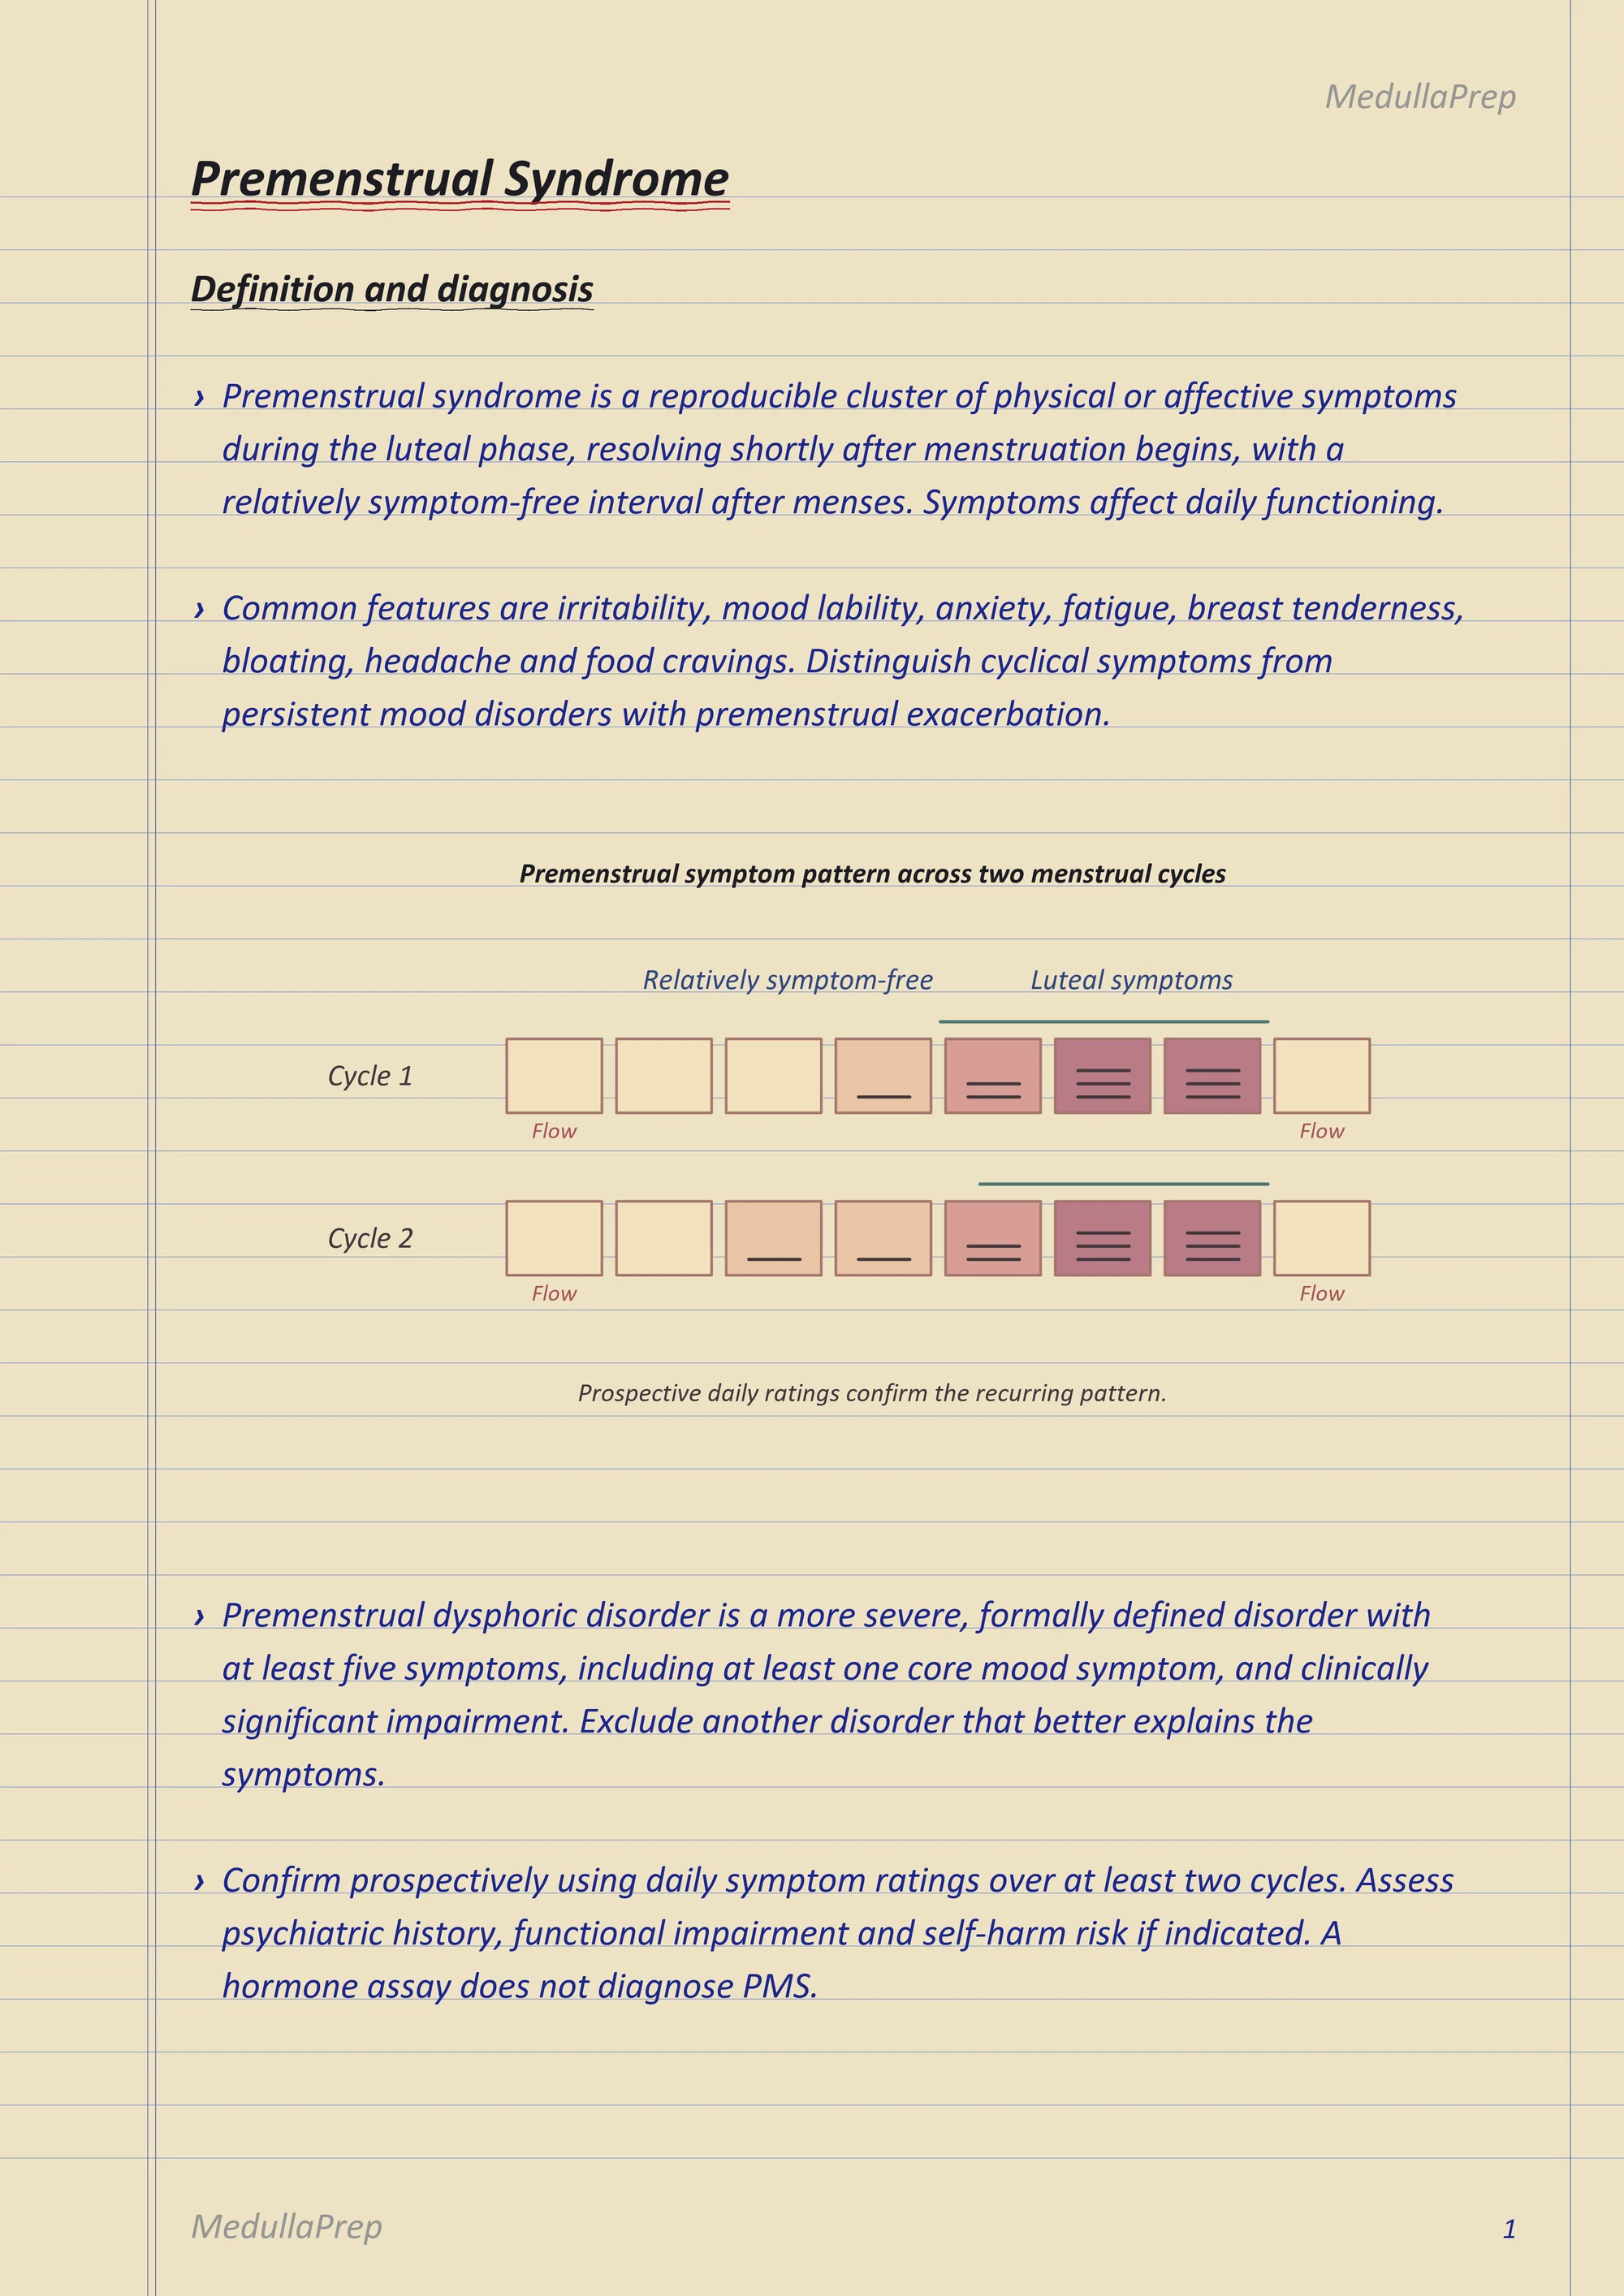 MedullaPrep
Premenstrual Syndrome
Definition and diagnosis
› Premenstrual syndrome is a reproducible cluster of physical or affective symptoms
during the luteal phase, resolving shortly after menstruation begins, with a
relatively symptom-free interval after menses. Symptoms affect daily functioning.
› Common features are irritability, mood lability, anxiety, fatigue, breast tenderness,
bloating, headache and food cravings. Distinguish cyclical symptoms from
persistent mood disorders with premenstrual exacerbation.
Premenstrual symptom pattern across two menstrual cycles
Relatively symptom-free Luteal symptoms
Cycle 1
Flow Flow
Cycle 2
Flow Flow
Prospective daily ratings confirm the recurring pattern.
› Premenstrual dysphoric disorder is a more severe, formally defined disorder with
at least five symptoms, including at least one core mood symptom, and clinically
significant impairment. Exclude another disorder that better explains the
symptoms.
› Confirm prospectively using daily symptom ratings over at least two cycles. Assess
psychiatric history, functional impairment and self-harm risk if indicated. A
hormone assay does not diagnose PMS.
MedullaPrep 1